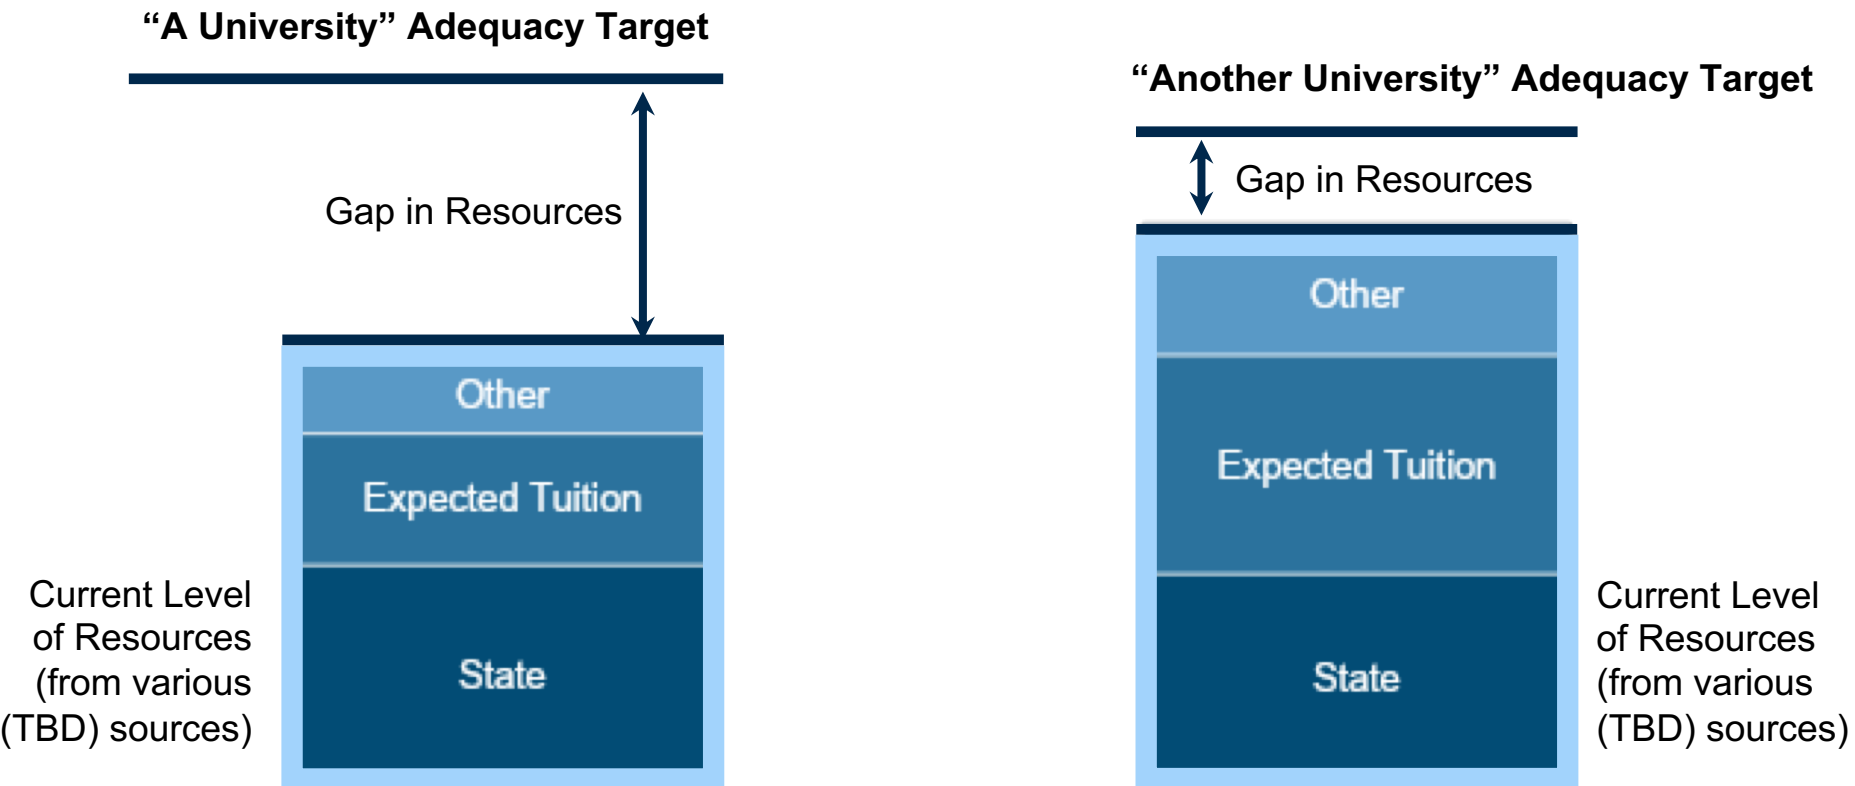 “A University” Adequacy Target
Gap in Resources
Other
Expected Tuition
State
Current Level
of Resources
(from various
(TBD) sources)
“Another University” Adequacy Target
Gap in Resources
Other
Expected Tuition
State
Current Level
of Resources
(from various
(TBD) sources)